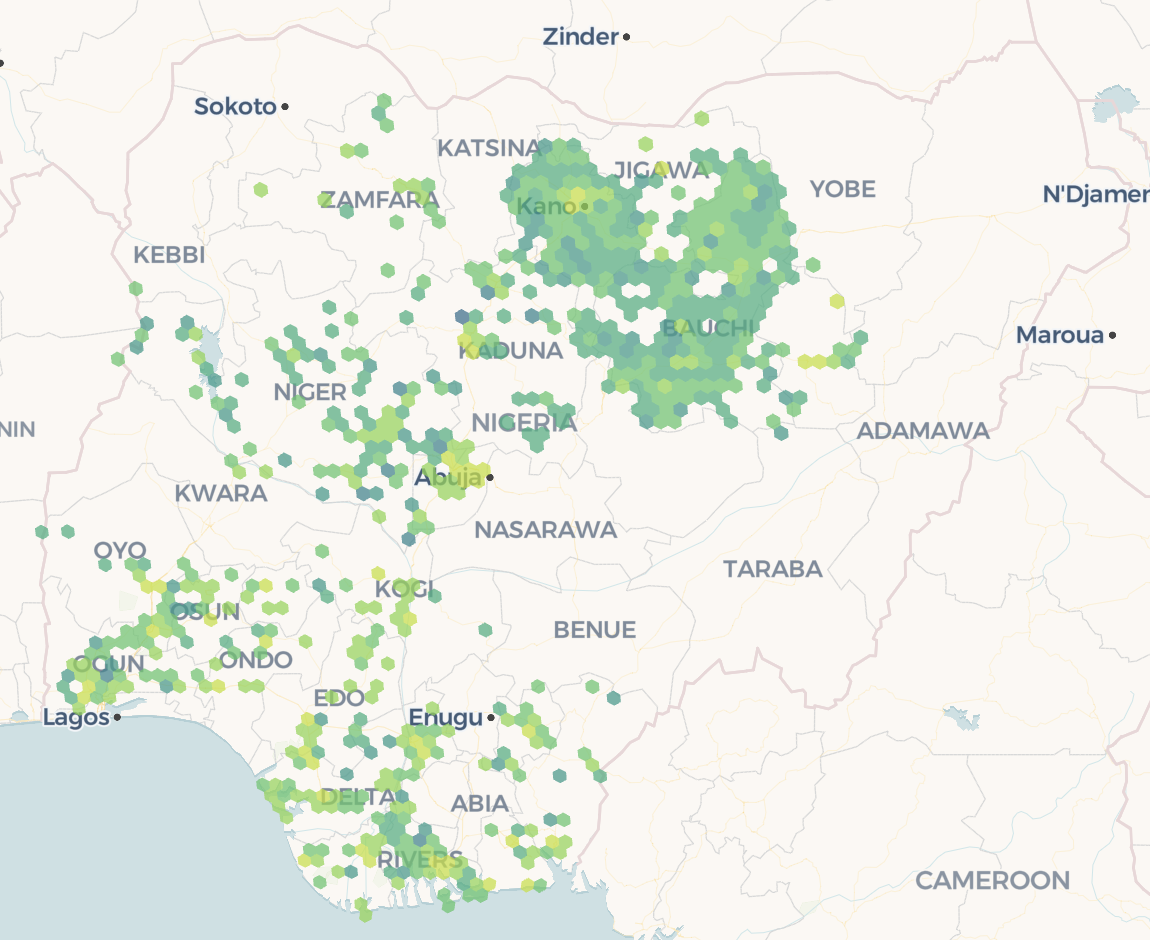 Zinder
Sokoto
KATSINA
JIGAWA
YOBE
N'Djamer
ZAMFARA
Kano
KEBBI
BAUCHI
Maroua
KADUNA
NIGER
NIGERIA
NIN
ADAMAWA
Abuja
KWARA
NASARAWA
OYO
TARABA
KOGI
OSUN
BENUE
OGUN
ONDO
EDO
Lagos
Enugu
DELTA
ABIA
RIVERS
CAMEROON